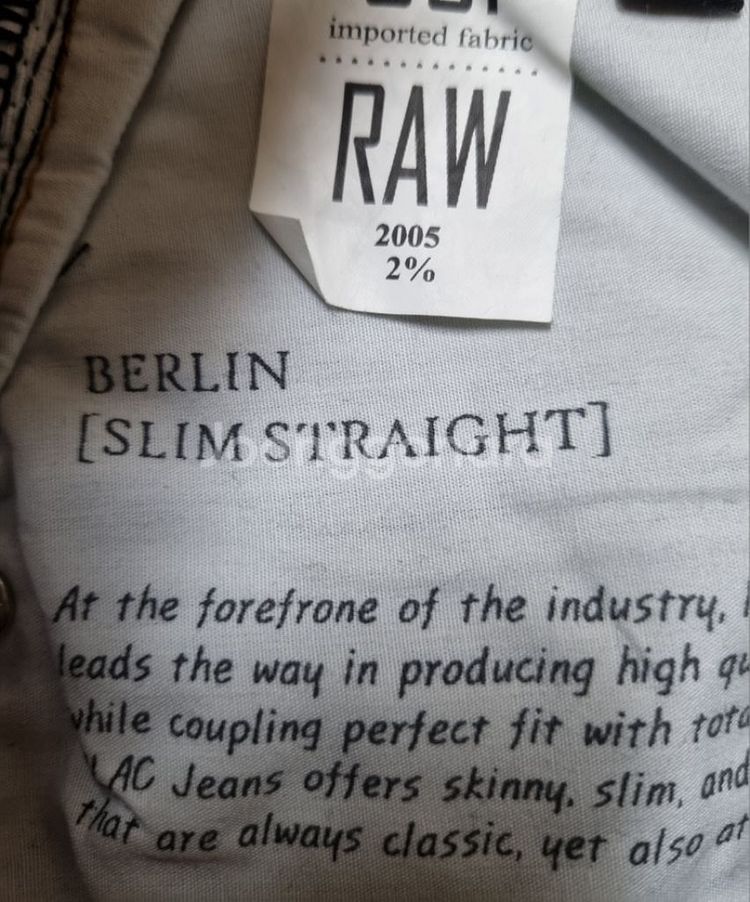 imported fabric
RAW
2005
2%
BERLIN
[SLIM STRAIGHT]
At the forefrone of the industry,
leads the way in producing high
while coupling perfect fit with
LAC Jeans offers skinny, slim, and
that are always classic, yet also